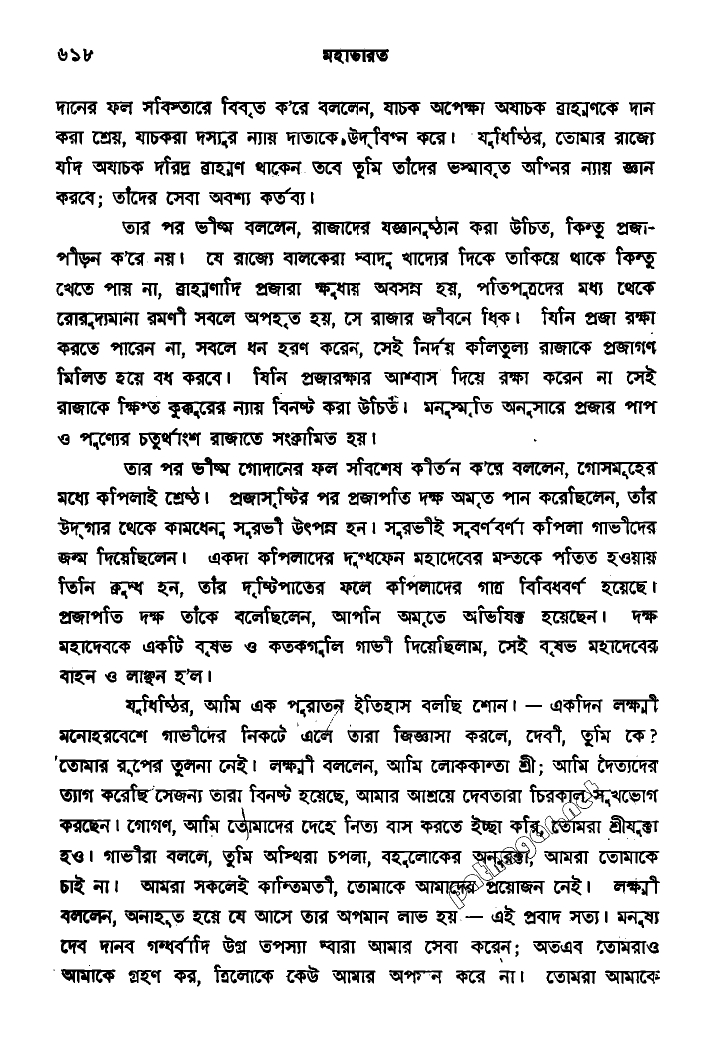 ৬১৮ মহাভারত
দানের ফল সবিস্তারে বিবৃত ক'রে বললেন, যাচক অপেক্ষা অযাচক ব্রাহ্মণকে দান
করা শ্রেয়, যাচকরা দস্যুর ন্যায় দাতাকে উদ্‌বিগ্ন করে। যুধিষ্ঠির, তোমার রাজ্যে
যদি অযাচক দরিদ্র ব্রাহ্মণ থাকেন তবে তুমি তাঁদের ভস্মাবৃত অগ্নির ন্যায় জ্ঞান
করবে; তাঁদের সেবা অবশ্য কর্তব্য।
তার পর ভীষ্ম বললেন, রাজাদের যজ্ঞানুষ্ঠান করা উচিত, কিন্তু প্রজা-
পীড়ন ক'রে নয়। যে রাজ্যে বালকেরা স্বাদু খাদ্যের দিকে তাকিয়ে থাকে কিন্তু
খেতে পায় না, ব্রাহ্মণাদি প্রজারা ক্ষুধায় অবসন্ন হয়, পতিপুত্রদের মধ্য থেকে
রোরুদ্যমানা রমণী সবলে অপহৃত হয়, সে রাজার জীবনে ধিক। যিনি প্রজা রক্ষা
করতে পারেন না, সবলে ধন হরণ করেন, সেই নির্দয় কলিতুল্য রাজাকে প্রজাগণ
মিলিত হয়ে বধ করবে। যিনি প্রজারক্ষার আশ্বাস দিয়ে রক্ষা করেন না সেই
রাজাকে ক্ষিপ্ত কুক্কুরের ন্যায় বিনষ্ট করা উচিত। মনুস্মৃতি অনুসারে প্রজার পাপ
ও পুণ্যের চতুর্থাংশ রাজাতে সংক্রামিত হয়।
তার পর ভীষ্ম গোদানের ফল সবিশেষ কীর্তন ক'রে বললেন, গোসমূহের
মধ্যে কপিলাই শ্রেষ্ঠ। প্রজাসৃষ্টির পর প্রজাপতি দক্ষ অমৃত পান করেছিলেন, তাঁর
উদ্‌গার থেকে কামধেনু সুরভী উৎপন্ন হন। সুরভীই সুবর্ণবর্ণা কপিলা গাভীদের
জন্ম দিয়েছিলেন। একদা কপিলাদের দুগ্ধফেন মহাদেবের মস্তকে পতিত হওয়ায়
তিনি ক্রুদ্ধ হন, তাঁর দৃষ্টিপাতের ফলে কপিলাদের গাত্র বিবিধবর্ণ হয়েছে।
প্রজাপতি দক্ষ তাঁকে বলেছিলেন, আপনি অমৃতে অভিষিক্ত হয়েছেন। দক্ষ
মহাদেবকে একটি বৃষভ ও কতকগুলি গাভী দিয়েছিলাম, সেই বৃষভ মহাদেবের
বাহন ও লাঞ্ছন হ'ল।
যুধিষ্ঠির, আমি এক পুরাতন ইতিহাস বলছি শোন। — একদিন লক্ষ্মী
মনোহরবেশে গাভীদের নিকটে এলে তারা জিজ্ঞাসা করলে, দেবী, তুমি কে?
তোমার রূপের তুলনা নেই। লক্ষ্মী বললেন, আমি লোককান্তা শ্রী; আমি দৈত্যদের
ত্যাগ করেছি সেজন্য তারা বিনষ্ট হয়েছে, আমার আশ্রয়ে দেবতারা চিরকাল সুখভোগ
করছেন। গোগণ, আমি তোমাদের দেহে নিত্য বাস করতে ইচ্ছা করি, তোমরা শ্রীযুক্তা
হও। গাভীরা বললে, তুমি অস্থিরা চপলা, বহুলোকের অনুরক্তা, আমরা তোমাকে
চাই না। আমরা সকলেই কান্তিমতী, তোমাকে আমাদের প্রয়োজন নেই। লক্ষ্মী
বললেন, অনাহূত হয়ে যে আসে তার অপমান লাভ হয় — এই প্রবাদ সত্য। মনুষ্য
দেব দানব গন্ধর্বাদি উগ্র তপস্যা দ্বারা আমার সেবা করেন; অতএব তোমরাও
আমাকে গ্রহণ কর, ত্রিলোকে কেউ আমার অপমান করে না। তোমরা আমাকে